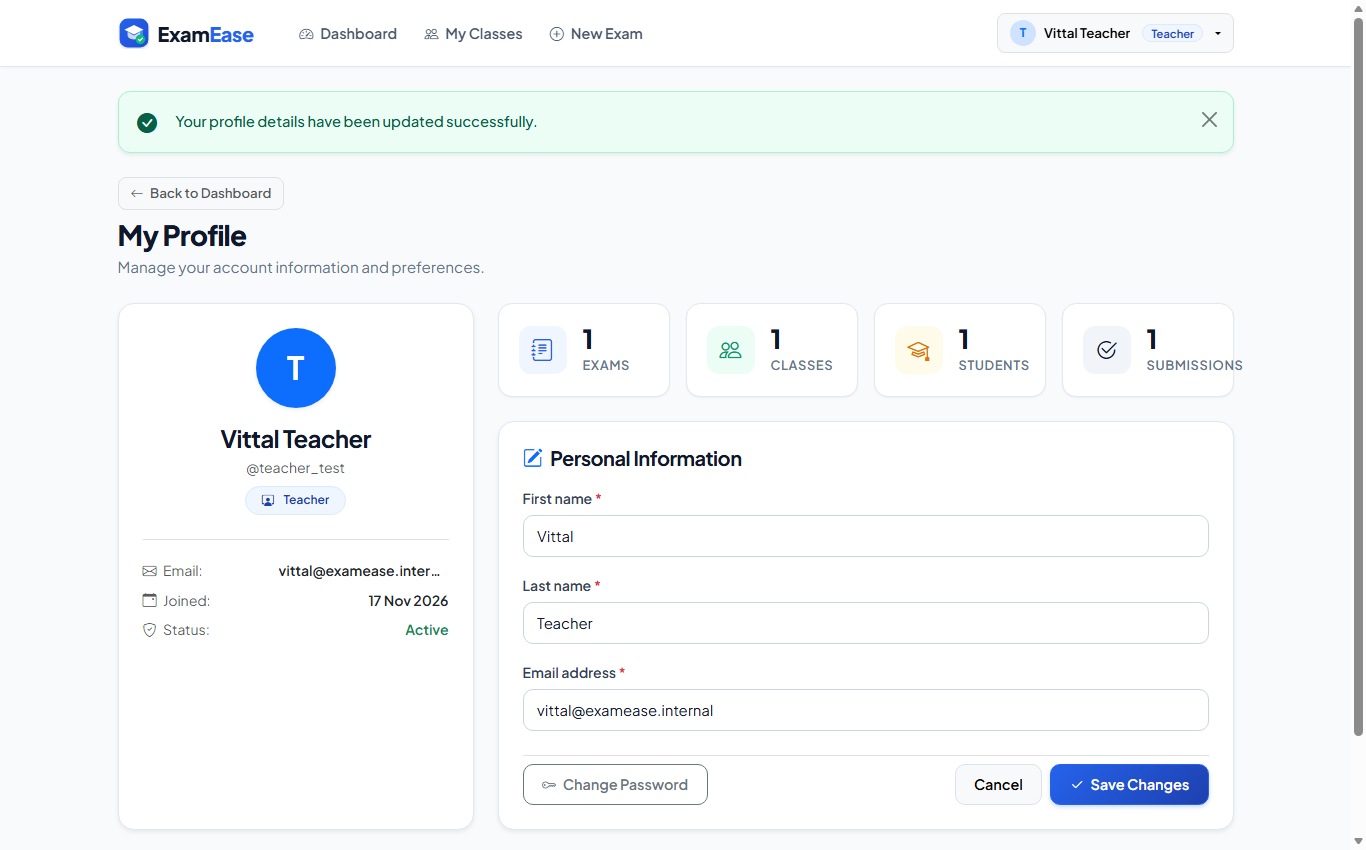 ExamEase
Dashboard
My Classes
New Exam
T
Vittal Teacher
Teacher
Your profile details have been updated successfully.
Back to Dashboard
My Profile
Manage your account information and preferences.
T
Vittal Teacher
@teacher_test
Teacher
Email: vittal@examease.inter...
Joined: 17 Nov 2026
Status: Active
1
EXAMS
1
CLASSES
1
STUDENTS
1
SUBMISSIONS
Personal Information
First name *
Vittal
Last name *
Teacher
Email address *
vittal@examease.internal
Change Password
Cancel
Save Changes